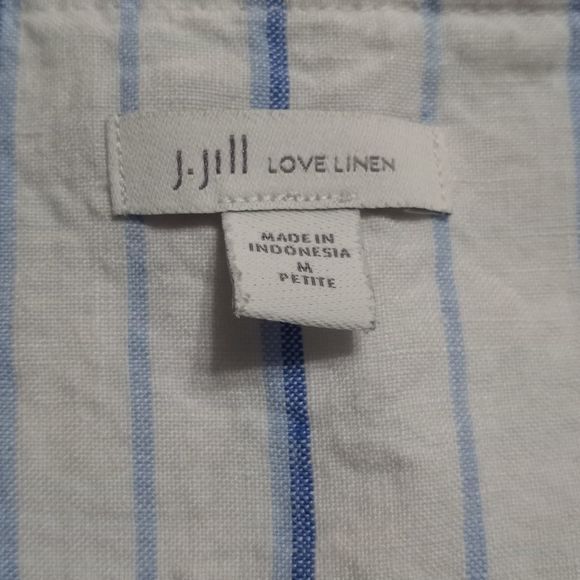 J.Jill LOVE LINEN
MADE IN
INDONESIA
M
PETITE